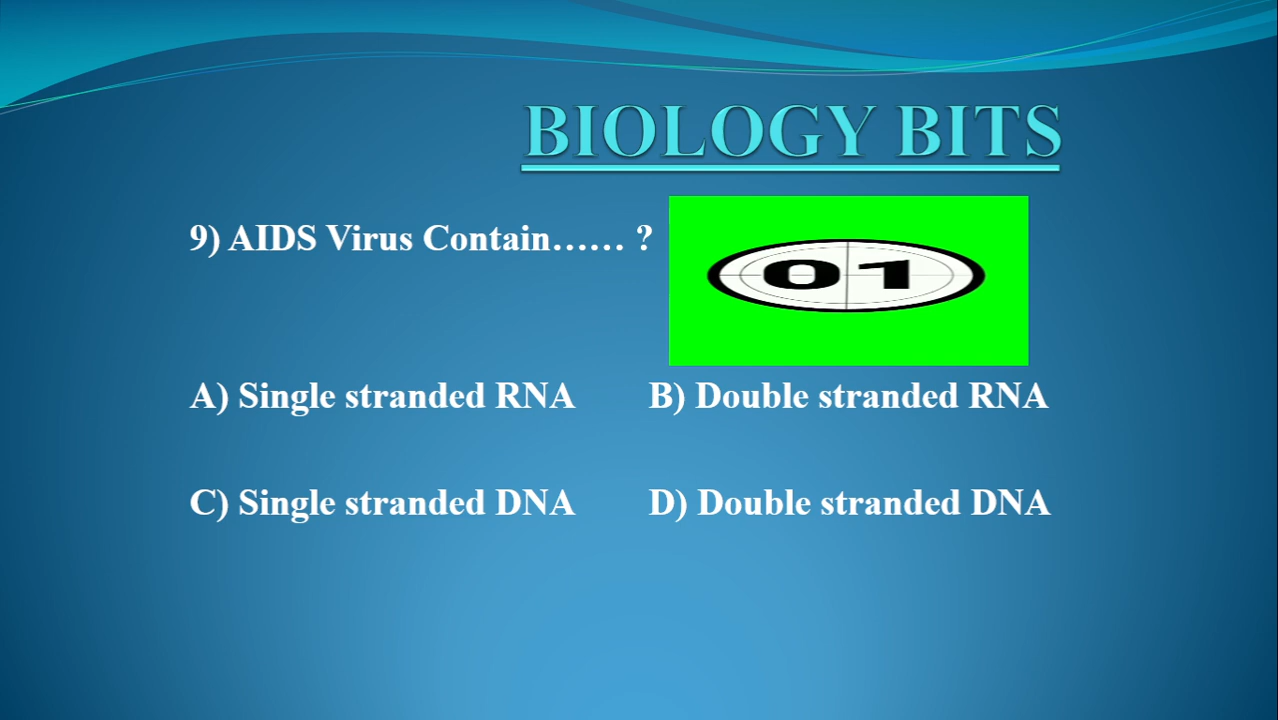 BIOLOGY BITS
9) AIDS Virus Contain...... ?
01
A) Single stranded RNA B) Double stranded RNA
C) Single stranded DNA D) Double stranded DNA